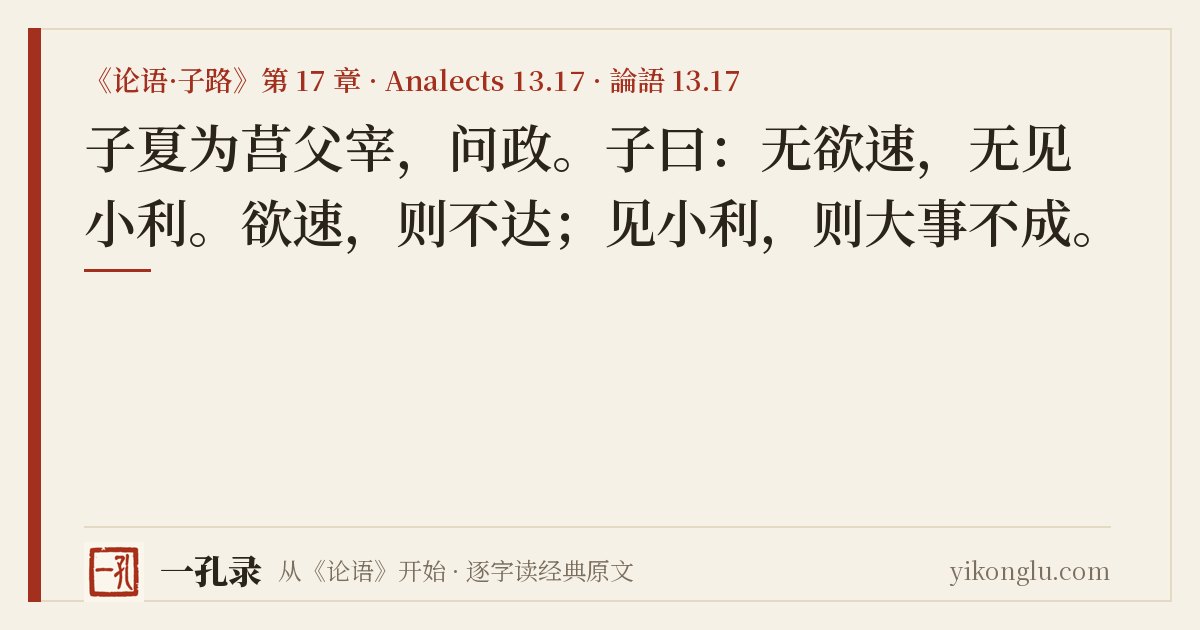 《论语·子路》第 17 章 · Analects 13.17 · 論語 13.17
子夏为莒父宰，问政。子曰：无欲速，无见
小利。欲速，则不达；见小利，则大事不成。
一孔
一孔录 从《论语》开始 · 逐字读经典原文 yikonglu.com